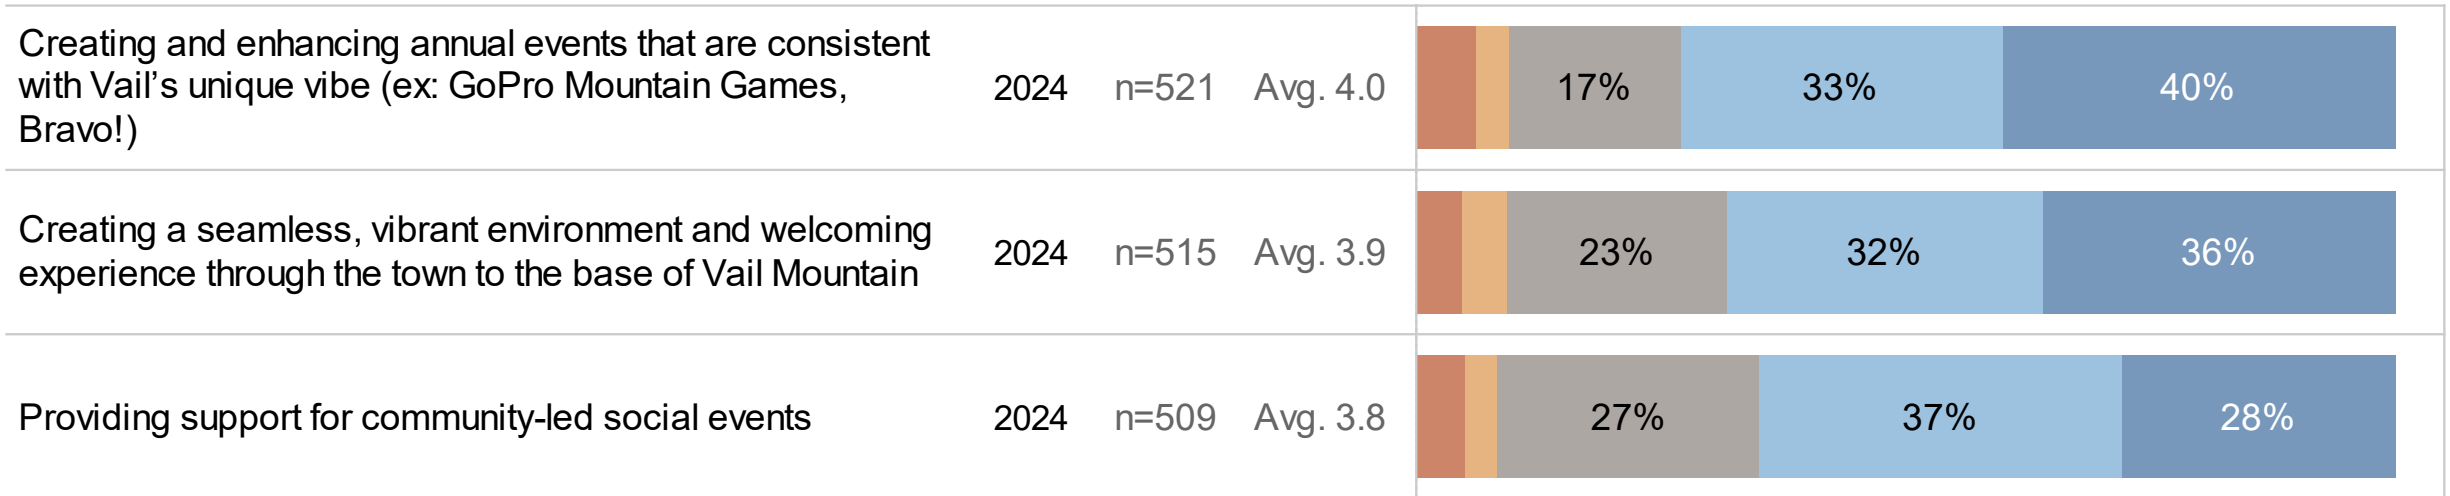 Creating and enhancing annual events that are consistent
with Vail's unique vibe (ex: GoPro Mountain Games,
Bravo!)
2024 n=521 Avg. 4.0 17% 33% 40%
Creating a seamless, vibrant environment and welcoming
experience through the town to the base of Vail Mountain
2024 n=515 Avg. 3.9 23% 32% 36%
Providing support for community-led social events 2024 n=509 Avg. 3.8 27% 37% 28%